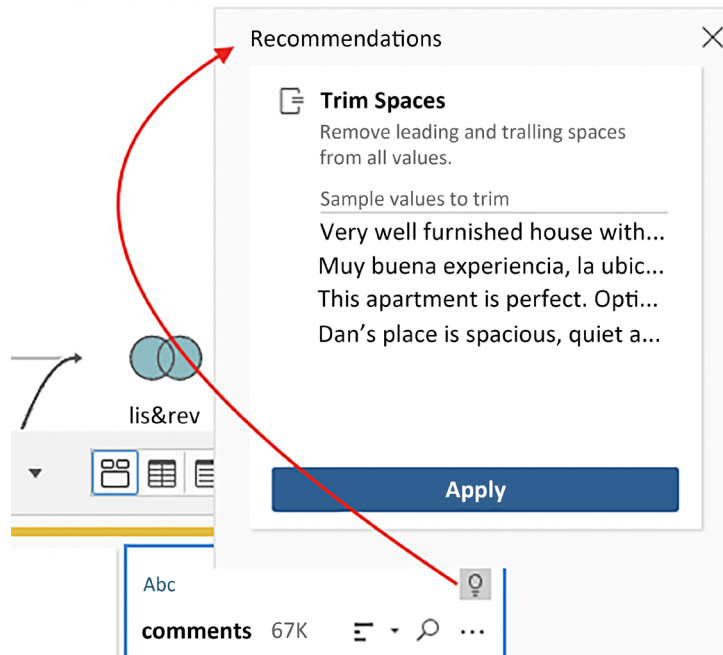 Recommendations
Trim Spaces
Remove leading and tralling spaces
from all values.
Sample values to trim
Very well furnished house with...
Muy buena experiencia, la ubic...
This apartment is perfect. Opti...
Dan's place is spacious, quiet a...
lis&rev
Apply
Abc
comments 67K